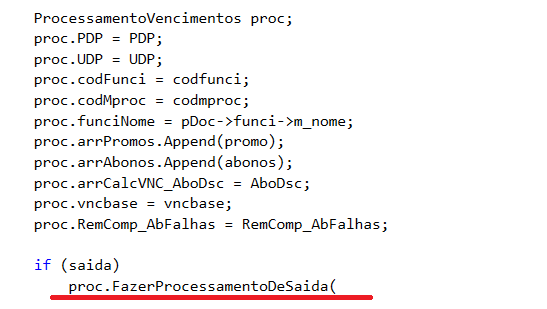 ProcessamentoVencimentos proc;
proc.PDP = PDP;
proc.UDP = UDP;
proc.codFunci = codfunci;
proc.codMproc = codmproc;
proc.funciNome = pDoc->funci->m_nome;
proc.arrPromos.Append(promo);
proc.arrAbonos.Append(abonos);
proc.arrCalcVNC_AboDsc = AboDsc;
proc.vncbase = vncbase;
proc.RemComp_AbFalhas = RemComp_AbFalhas;
if (saida)
proc.FazerProcessamentoDeSaida(